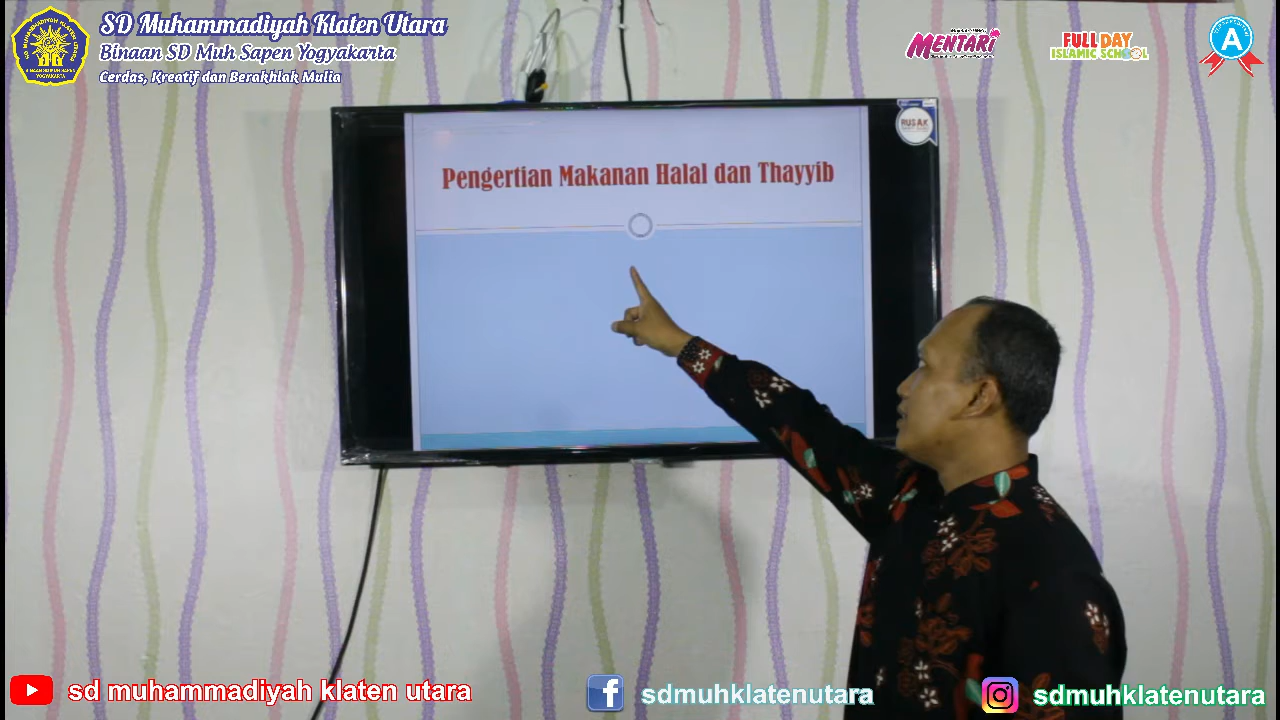 SD Muhammadiyah Klaten Utara
Binaan SD Muh Sapen Yogyakarta
Cerdas, Kreatif dan Berakhlak Mulia
MENTARI
FULL DAY
ISLAMIC SCHOOL
A
RUSAK
Pengertian Makanan Halal dan Thayyib
sd muhammadiyah klaten utara
sdmuhklatenutara
sdmuhklatenutara